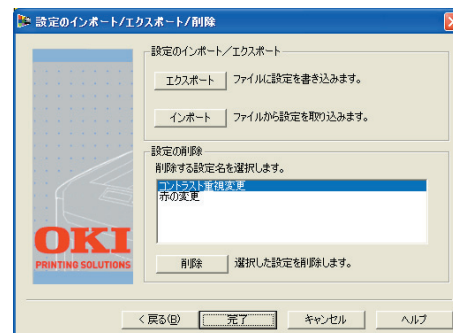 設定のインポート/エクスポート/削除
設定のインポート/エクスポート
エクスポート ファイルに設定を書き込みます。
インポート ファイルから設定を取り込みます。
設定の削除
削除する設定名を選択します。
コントラスト重視変更
赤の変更
OKI
PRINTING SOLUTIONS
削除 選択した設定を削除します。
< 戻る(B) 完了 キャンセル ヘルプ